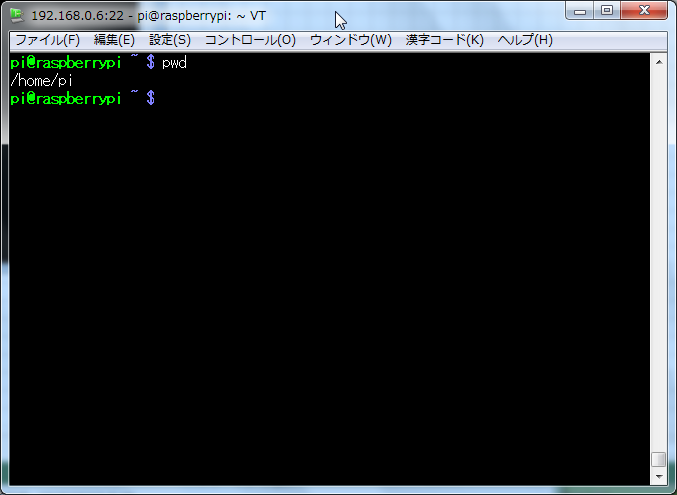 192.168.0.6:22 - pi@raspberrypi: ~ VT
ファイル(F) 編集(E) 設定(S) コントロール(O) ウィンドウ(W) 漢字コード(K) ヘルプ(H)
pi@raspberrypi ~ $ pwd
/home/pi
pi@raspberrypi ~ $